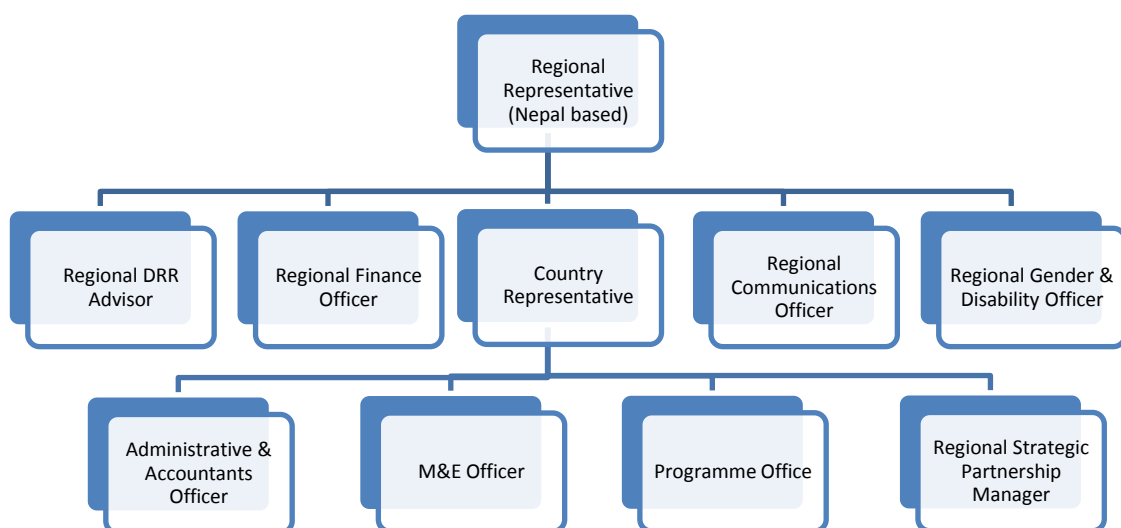 Regional
Representative
(Nepal based)
Regional DRR
Advisor
Regional Finance
Officer
Country
Representative
Regional
Communications
Officer
Regional Gender &
Disability Officer
Administrative &
Accountants
Officer
M&E Officer
Programme Office
Regional Strategic
Partnership
Manager